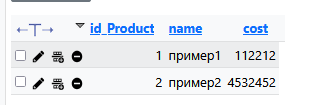 id_Product name cost
1 пример1 112212
2 пример2 4532452